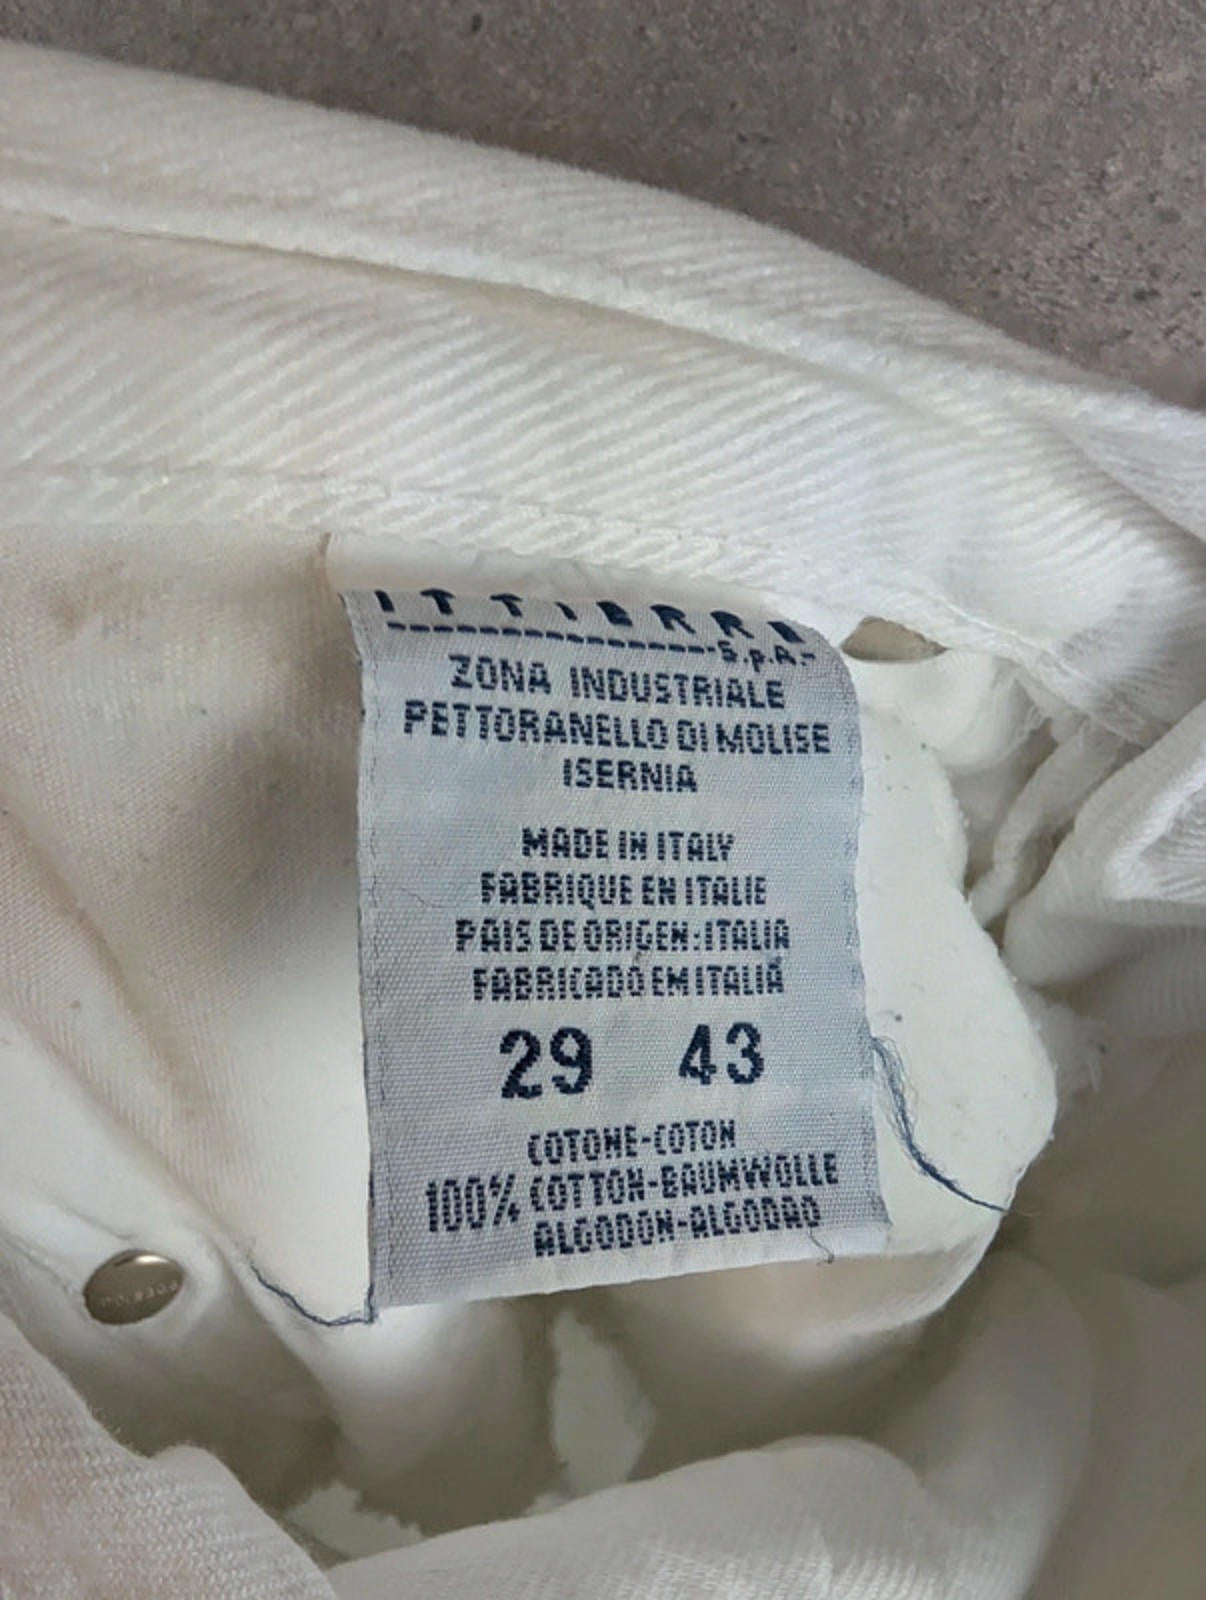 ITTIERRE
S.p.A.
ZONA INDUSTRIALE
PETTORANELLO DI MOLISE
ISERNIA
MADE IN ITALY
FABRIQUE EN ITALIE
PAIS DE ORIGEN:ITALIA
FABRICADO EM ITALIA
29 43
COTONE-COTON
100% COTTON-BAUMWOLLE
ALGODON-ALGODAO